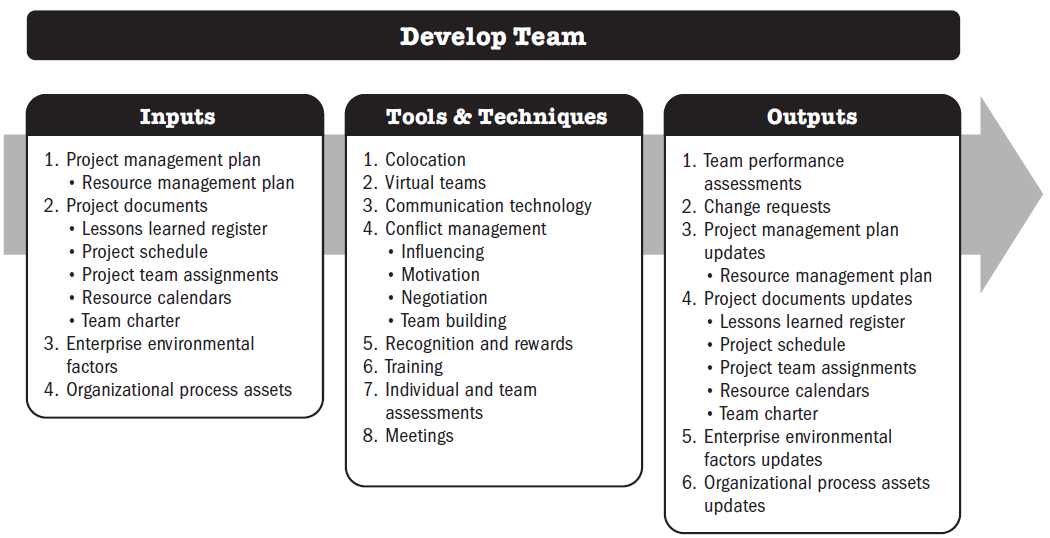 Develop Team
Inputs
1. Project management plan
• Resource management plan
2. Project documents
• Lessons learned register
• Project schedule
• Project team assignments
• Resource calendars
• Team charter
3. Enterprise environmental
factors
4. Organizational process assets
Tools & Techniques
1. Colocation
2. Virtual teams
3. Communication technology
4. Conflict management
• Influencing
• Motivation
• Negotiation
• Team building
5. Recognition and rewards
6. Training
7. Individual and team
assessments
8. Meetings
Outputs
1. Team performance
assessments
2. Change requests
3. Project management plan
updates
• Resource management plan
4. Project documents updates
• Lessons learned register
• Project schedule
• Project team assignments
• Resource calendars
• Team charter
5. Enterprise environmental
factors updates
6. Organizational process assets
updates